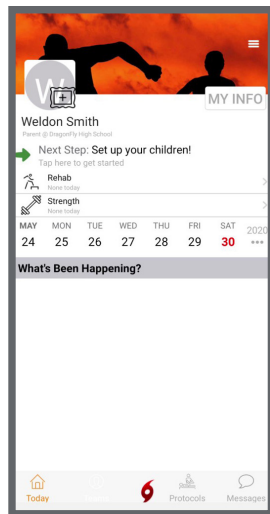 W
MY INFO
Weldon Smith
Parent @ DragonFly High School
Next Step: Set up your children!
Tap here to get started
Rehab
None today
Strength
None today
MAY MON TUE WED THU FRI SAT 2020
24 25 26 27 28 29 30 •••
What's Been Happening?
Today Protocols Messages